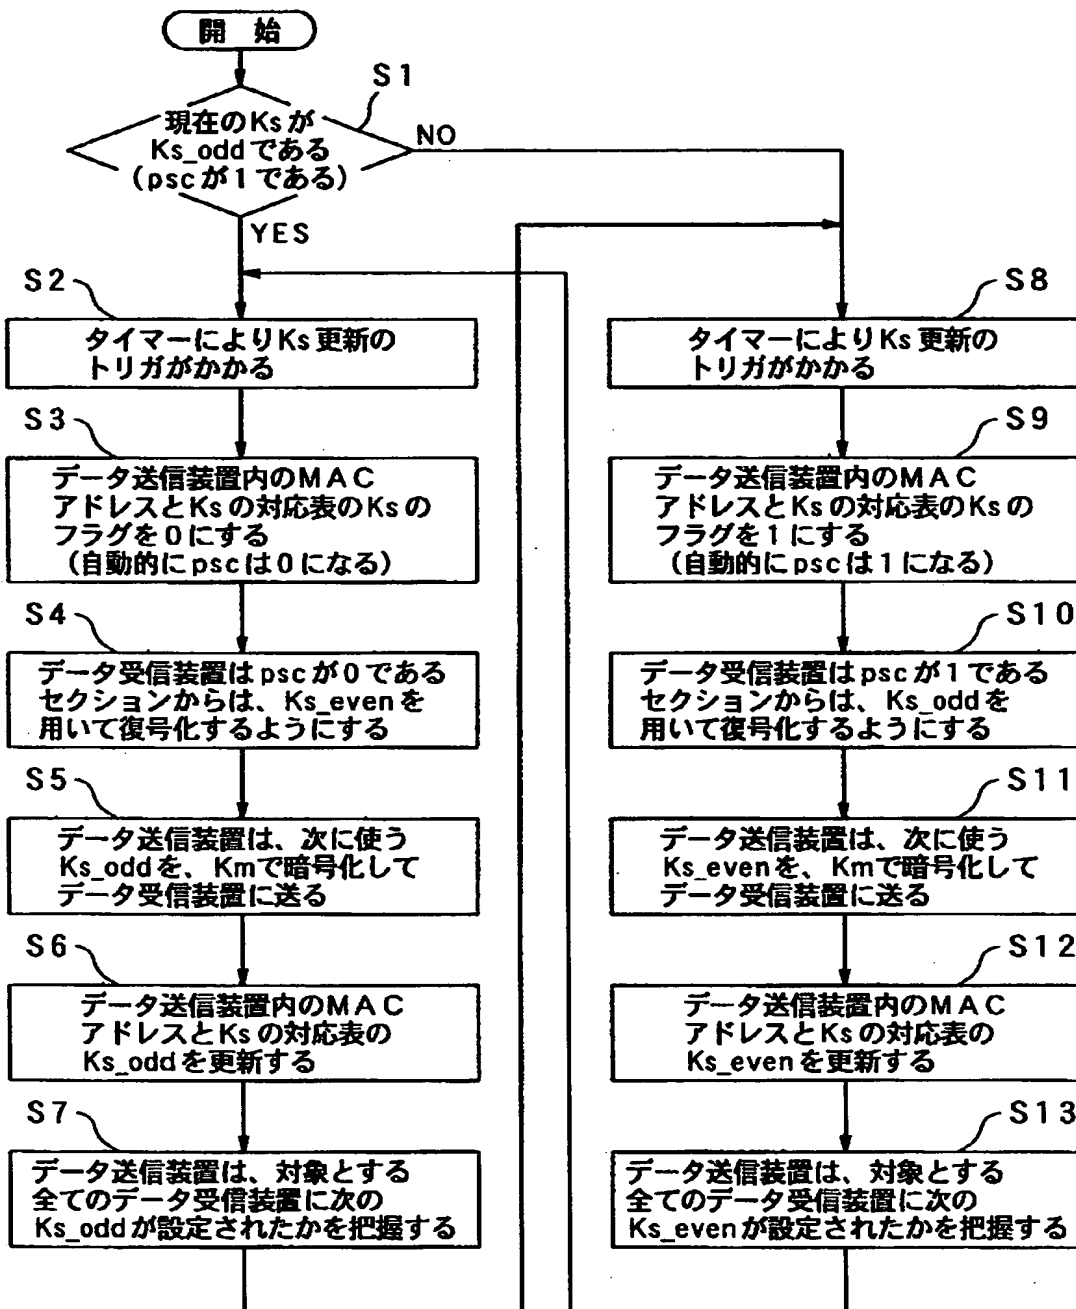 開 始
S1
現在のKsが
Ks_oddである
(pscが1である)
NO
YES
S2
タイマーによりKs更新の
トリガがかかる
S3
データ送信装置内のMAC
アドレスとKsの対応表のKsの
フラグを0にする
(自動的にpscは0になる)
S4
データ受信装置はpscが0である
セクションからは、Ks_evenを
用いて復号化するようにする
S5
データ送信装置は、次に使う
Ks_oddを、Kmで暗号化して
データ受信装置に送る
S6
データ送信装置内のMAC
アドレスとKsの対応表の
Ks_oddを更新する
S7
データ送信装置は、対象とする
全てのデータ受信装置に次の
Ks_oddが設定されたかを把握する
S8
タイマーによりKs更新の
トリガがかかる
S9
データ送信装置内のMAC
アドレスとKsの対応表のKsの
フラグを1にする
(自動的にpscは1になる)
S10
データ受信装置はpscが1である
セクションからは、Ks_oddを
用いて復号化するようにする
S11
データ送信装置は、次に使う
Ks_evenを、Kmで暗号化して
データ受信装置に送る
S12
データ送信装置内のMAC
アドレスとKsの対応表の
Ks_evenを更新する
S13
データ送信装置は、対象とする
全てのデータ受信装置に次の
Ks_evenが設定されたかを把握する